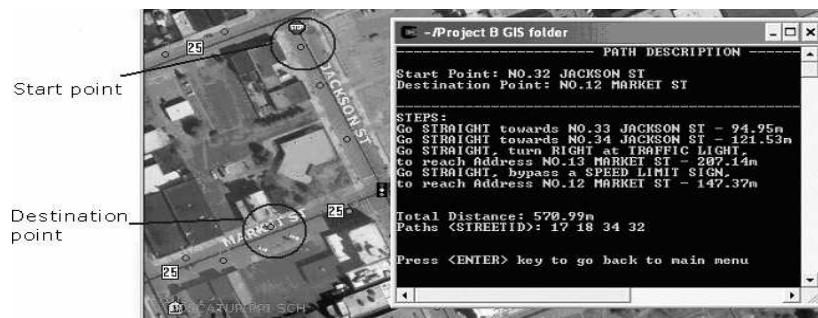 Start point
Destination
point
25
STOP
JACKSON ST
25
MARKET ST
25
~/Project B GIS folder
PATH DESCRIPTION
Start Point: NO.32 JACKSON ST
Destination Point: NO.12 MARKET ST
STEPS:
Go STRAIGHT towards NO.33 JACKSON ST - 94.95m
Go STRAIGHT towards NO.34 JACKSON ST - 121.53m
Go STRAIGHT, turn RIGHT at TRAFFIC LIGHT,
to reach Address NO.13 MARKET ST - 207.14m
Go STRAIGHT, bypass a SPEED LIMIT SIGN,
to reach Address NO.12 MARKET ST - 147.37m
Total Distance: 570.99m
Paths <STREETID>: 17 18 34 32
Press <ENTER> key to go back to main menu